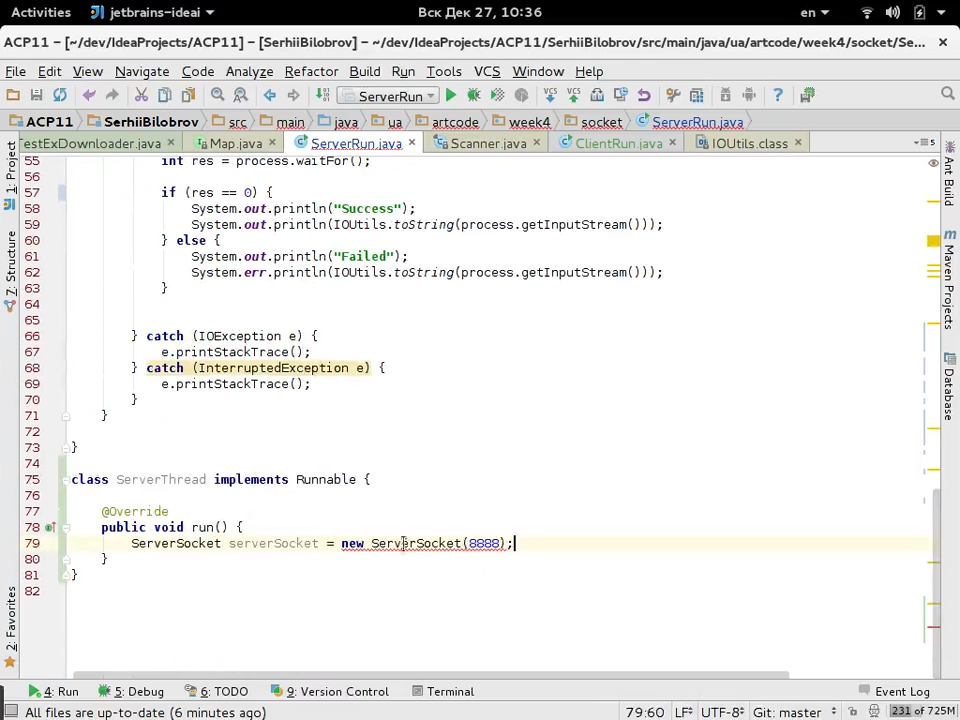 Activities jetbrains-ideai Вск Дек 27, 10:36 en
ACP11 – [~/dev/IdeaProjects/ACP11] – [SerhiiBilobrov] – ~/dev/IdeaProjects/ACP11/SerhiiBilobrov/src/main/java/ua/artcode/week4/socket/Se...
File Edit View Navigate Code Analyze Refactor Build Run Tools VCS Window Help
ServerRun
ACP11 SerhiiBilobrov src main java ua artcode week4 socket ServerRun.java
TestExDownloader.java Map.java ServerRun.java Scanner.java ClientRun.java IOUtils.class
1: Project
7: Structure
2: Favorites
Ant Build
Maven Projects
Database
55 int res = process.waitFor();
56
57 if (res == 0) {
58 System.out.println("Success");
59 System.out.println(IOUtils.toString(process.getInputStream()));
60 } else {
61 System.out.println("Failed");
62 System.err.println(IOUtils.toString(process.getInputStream()));
63 }
64
65
66 } catch (IOException e) {
67 e.printStackTrace();
68 } catch (InterruptedException e) {
69 e.printStackTrace();
70 }
71 }
72
73 }
74
75 class ServerThread implements Runnable {
76
77 @Override
78 public void run() {
79 ServerSocket serverSocket = new ServerSocket(8888);
80 }
81 }
82
4: Run 5: Debug 6: TODO 9: Version Control Terminal Event Log
All files are up-to-date (6 minutes ago) 79:60 LF UTF-8 Git: master 231 of 725M